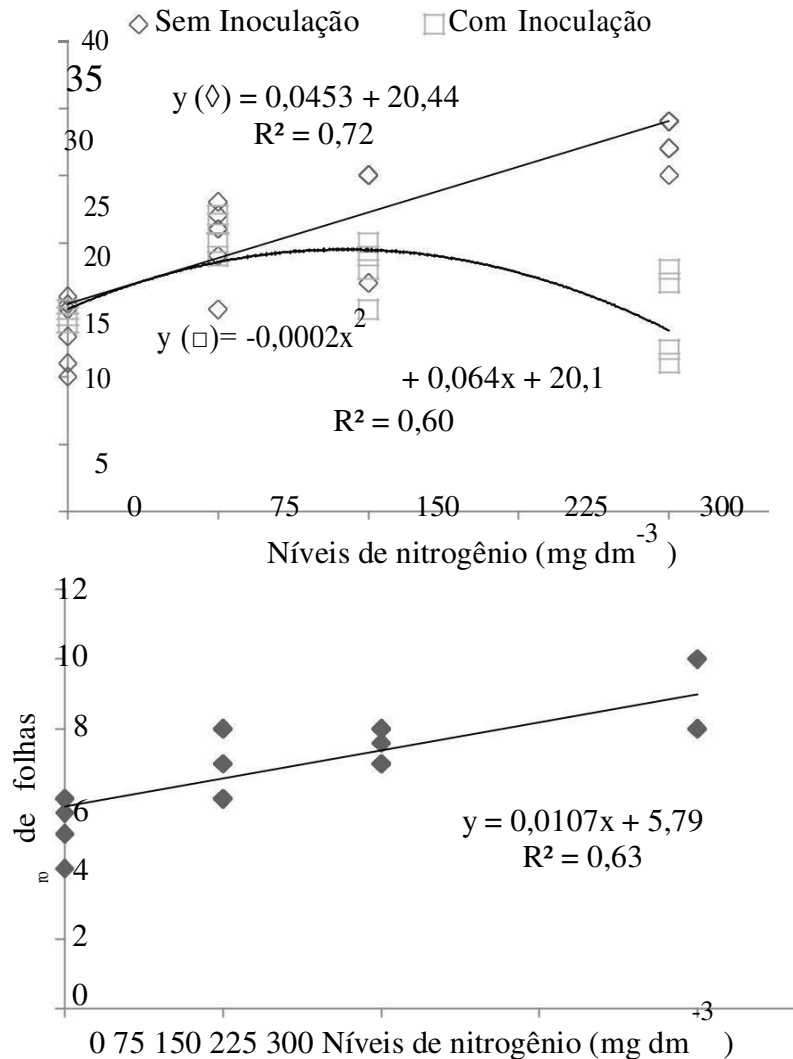 ◇ Sem Inoculação □ Com Inoculação
40
35
y (◊) = 0,0453 + 20,44
R² = 0,72
30
25
20
15
y (□)= -0,0002x²
+ 0,064x + 20,1
R² = 0,60
10
5
0 75 150 225 300
Níveis de nitrogênio (mg dm⁻³ )
12
10
8
6
4
2
0
ro de folhas
y = 0,0107x + 5,79
R² = 0,63
0 75 150 225 300 Níveis de nitrogênio (mg dm⁻³ )